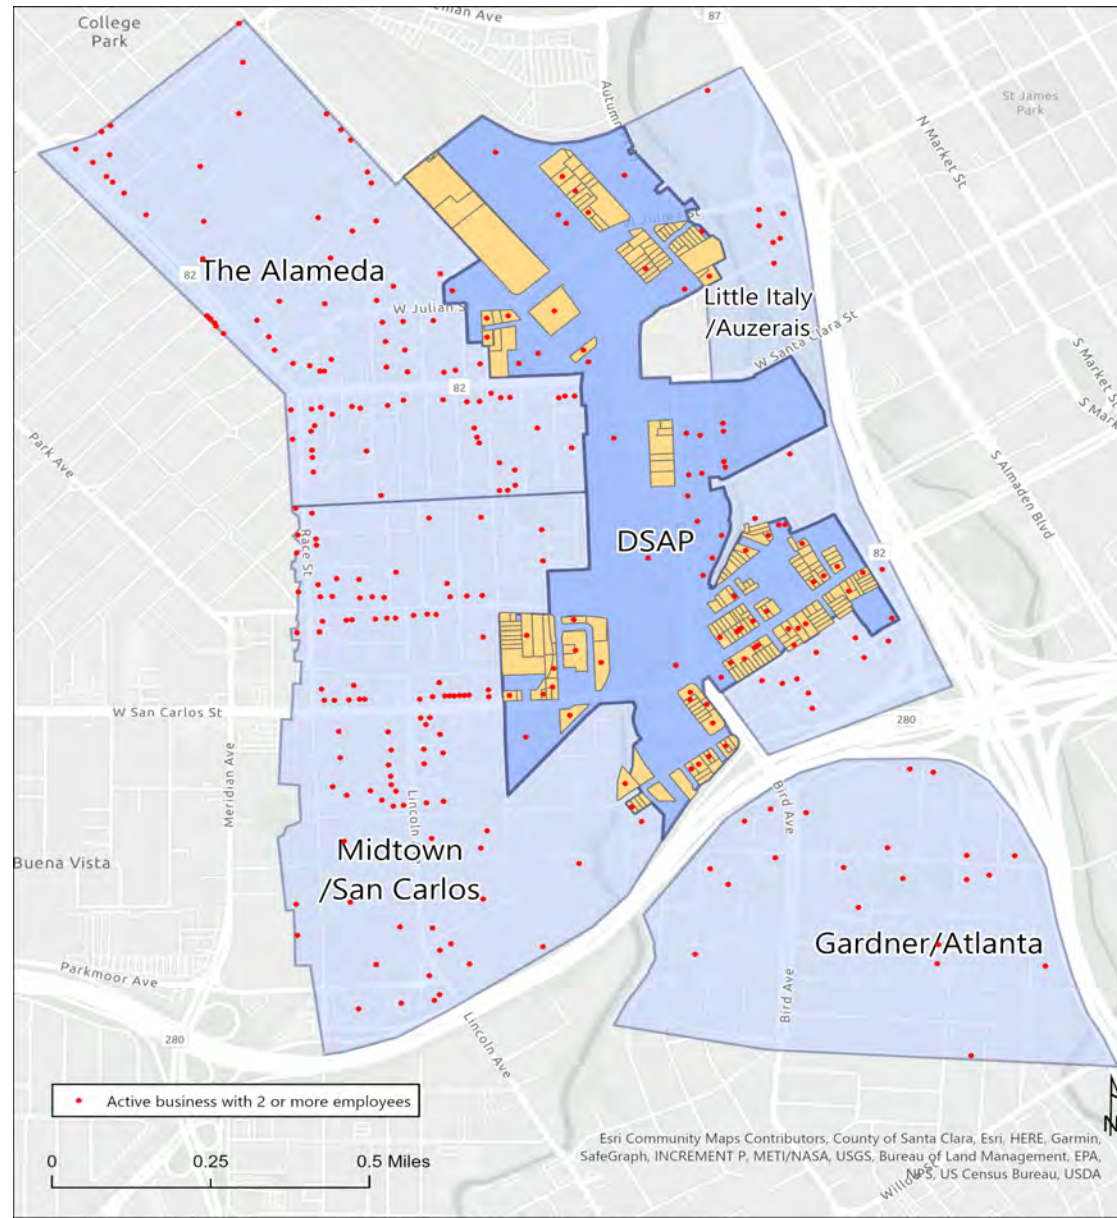 College
Park
Autumn
87
St James
Park
N Market St
The Alameda
82
W Julian S
St Julian St
Little Italy
/Auzerais
W Santa Clara St
82
S Market St
S Mark
Park Ave
S Almaden Blvd
Race St
DSAP
82
Meridian Ave
W San Carlos St
280
Lincoln
Bird Ave
Buena Vista
Midtown
/San Carlos
Gardner/Atlanta
Parkmoor Ave
Bird Ave
280
Lincoln Ave
Active business with 2 or more employees
0 0.25 0.5 Miles
Esri Community Maps Contributors, County of Santa Clara, Esri, HERE, Garmin,
SafeGraph, INCREMENT P, METI/NASA, USGS, Bureau of Land Management, EPA,
NPS, US Census Bureau, USDA
Willow St
N